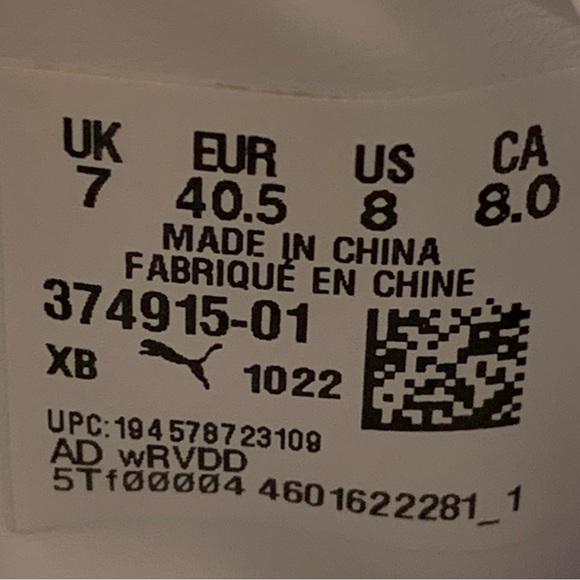 UK EUR US CA
7 40.5 8 8.0
MADE IN CHINA
FABRIQUÉ EN CHINE
374915-01
XB 1022
UPC:194578723109
AD wRVDD
5Tf00004 4601622281_1